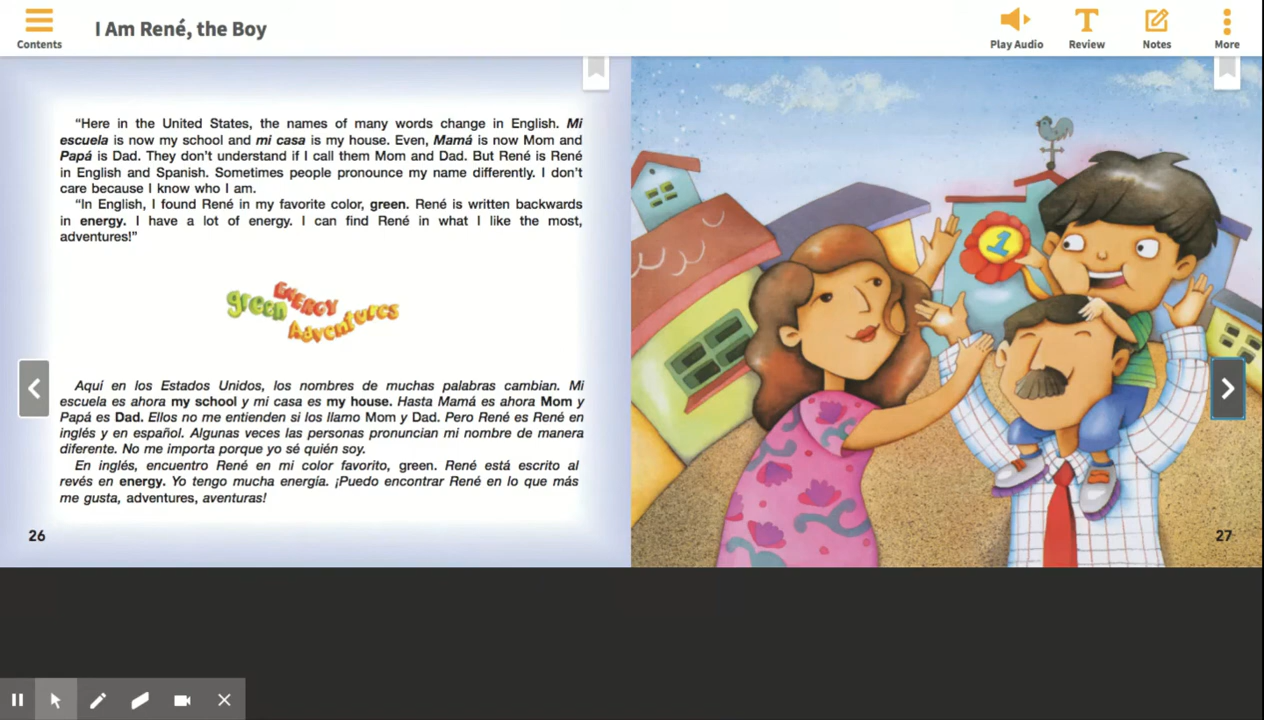 Contents
I Am René, the Boy
Play Audio
Review
Notes
More
“Here in the United States, the names of many words change in English. Mi
escuela is now my school and mi casa is my house. Even, Mamá is now Mom and
Papá is Dad. They don’t understand if I call them Mom and Dad. But René is René
in English and Spanish. Sometimes people pronounce my name differently. I don’t
care because I know who I am.
“In English, I found René in my favorite color, green. René is written backwards
in energy. I have a lot of energy. I can find René in what I like the most,
adventures!”
green
ENERGY
Adventures
Aquí en los Estados Unidos, los nombres de muchas palabras cambian. Mi
escuela es ahora my school y mi casa es my house. Hasta Mamá es ahora Mom y
Papá es Dad. Ellos no me entienden si los llamo Mom y Dad. Pero René es René en
inglés y en español. Algunas veces las personas pronuncian mi nombre de manera
diferente. No me importa porque yo sé quién soy.
En inglés, encuentro René en mi color favorito, green. René está escrito al
revés en energy. Yo tengo mucha energía. ¡Puedo encontrar René en lo que más
me gusta, adventures, aventuras!
26
1
27